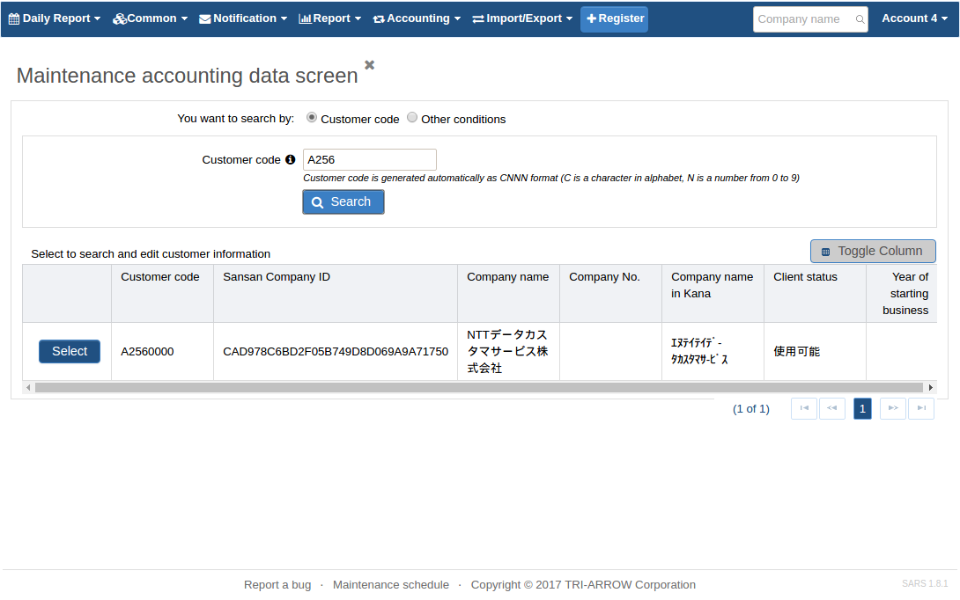 Daily Report Common Notification Report Accounting Import/Export Register Company name Account 4
Maintenance accounting data screen
You want to search by: Customer code Other conditions
Customer code A256
Customer code is generated automatically as CNNN format (C is a character in alphabet, N is a number from 0 to 9)
Search
Select to search and edit customer information
Toggle Column
Customer code Sansan Company ID Company name Company No. Company name Client status Year of
in Kana starting
business
NTTデータカス
Select A2560000 CAD978C6BD2F05B749D8D069A9A71750 タマサービス株 使用可能
式会社
ｴﾇﾃｨﾃｨﾃﾞｰ
ﾀｶｽﾀﾏｻｰﾋﾞｽ
(1 of 1) 1
Report a bug · Maintenance schedule · Copyright © 2017 TRI-ARROW Corporation
SARS 1.8.1